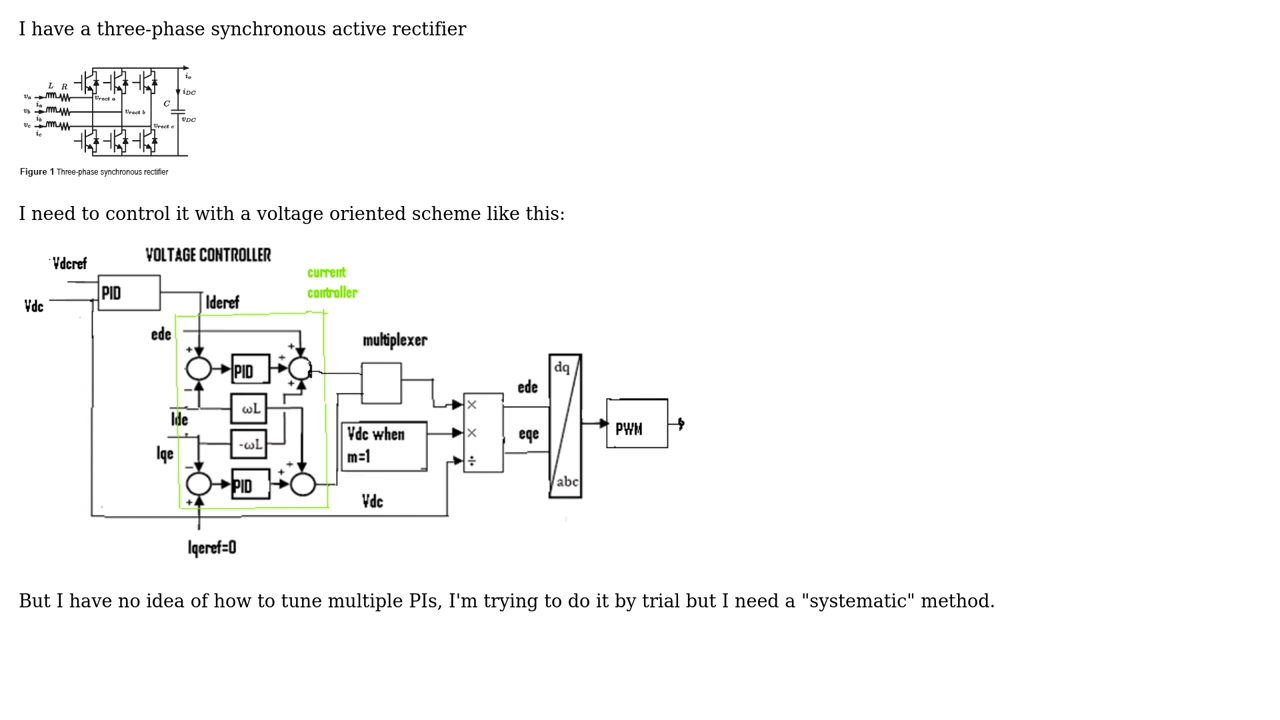 I have a three-phase synchronous active rectifier
L R
C
Figure 1 Three-phase synchronous rectifier
I need to control it with a voltage oriented scheme like this:
VOLTAGE CONTROLLER
Vdcref
current
controller
PID
Vdc
Ideref
ede
multiplexer
PID
dq
ede
ωL
Ide
Vdc when
m=1
×
×
÷
eqe
PWM
-ωL
Iqe
PID
abc
Vdc
Iqeref=0
But I have no idea of how to tune multiple PIs, I'm trying to do it by trial but I need a "systematic" method.